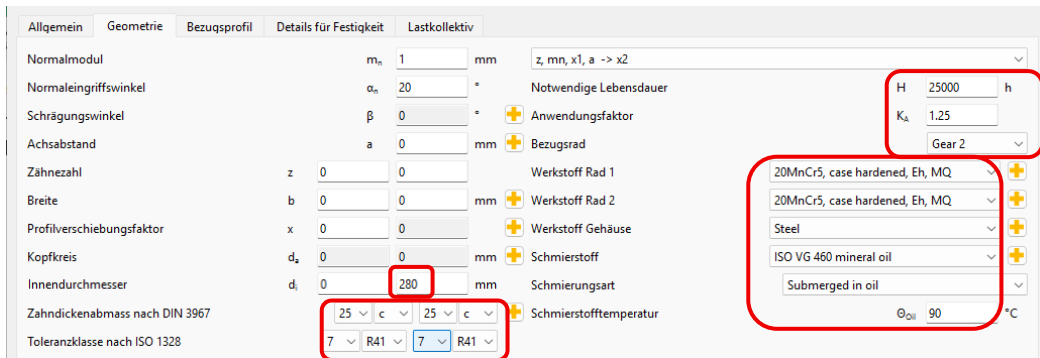 Allgemein Geometrie Bezugsprofil Details für Festigkeit Lastkollektiv
Normalmodul mₙ 1 mm z, mn, x1, a -> x2
Normaleingriffswinkel αₙ 20 ° Notwendige Lebensdauer H 25000 h
Schrägungswinkel β 0 ° Anwendungsfaktor K_A 1.25
Achsabstand a 0 mm Bezugsrad Gear 2
Zähnezahl z 0 0 Werkstoff Rad 1 20MnCr5, case hardened, Eh, MQ
Breite b 0 0 mm Werkstoff Rad 2 20MnCr5, case hardened, Eh, MQ
Profilverschiebungsfaktor x 0 0 Werkstoff Gehäuse Steel
Kopfkreis dₐ 0 0 mm Schmierstoff ISO VG 460 mineral oil
Innendurchmesser dᵢ 0 280 mm Schmierungsart Submerged in oil
Zahndickenabmass nach DIN 3967 25 c 25 c Schmierstofftemperatur Θ_Oil 90 °C
Toleranzklasse nach ISO 1328 7 R41 7 R41